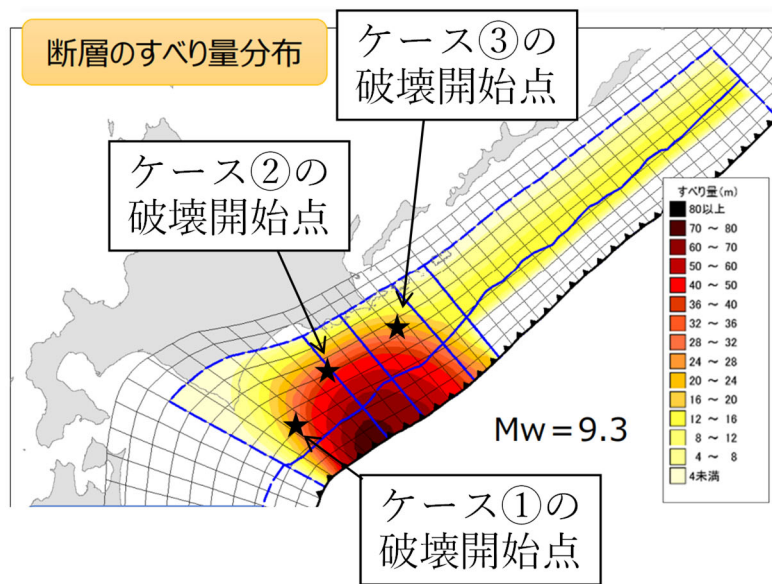 断層のすべり量分布
ケース③の
破壊開始点
ケース②の
破壊開始点
すべり量(m)
80以上
70 ～ 80
60 ～ 70
50 ～ 60
40 ～ 50
36 ～ 40
32 ～ 36
28 ～ 32
24 ～ 28
20 ～ 24
16 ～ 20
12 ～ 16
8 ～ 12
4 ～ 8
4未満
Mw＝9.3
ケース①の
破壊開始点